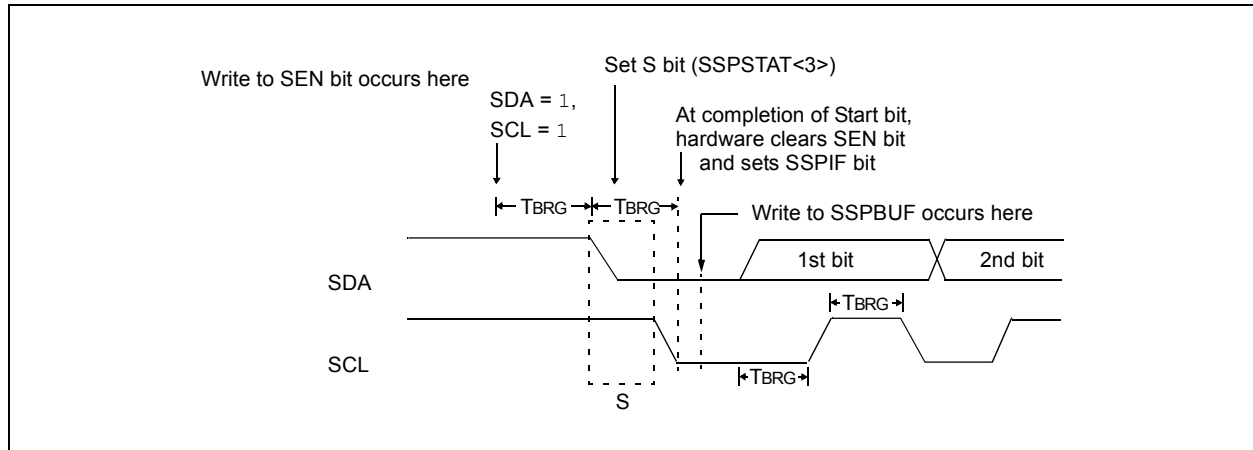 Write to SEN bit occurs here
Set S bit (SSPSTAT<3>)
SDA = 1,
SCL = 1
At completion of Start bit,
hardware clears SEN bit
and sets SSPIF bit
TBRG
TBRG
Write to SSPBUF occurs here
SDA
1st bit
2nd bit
TBRG
SCL
TBRG
S